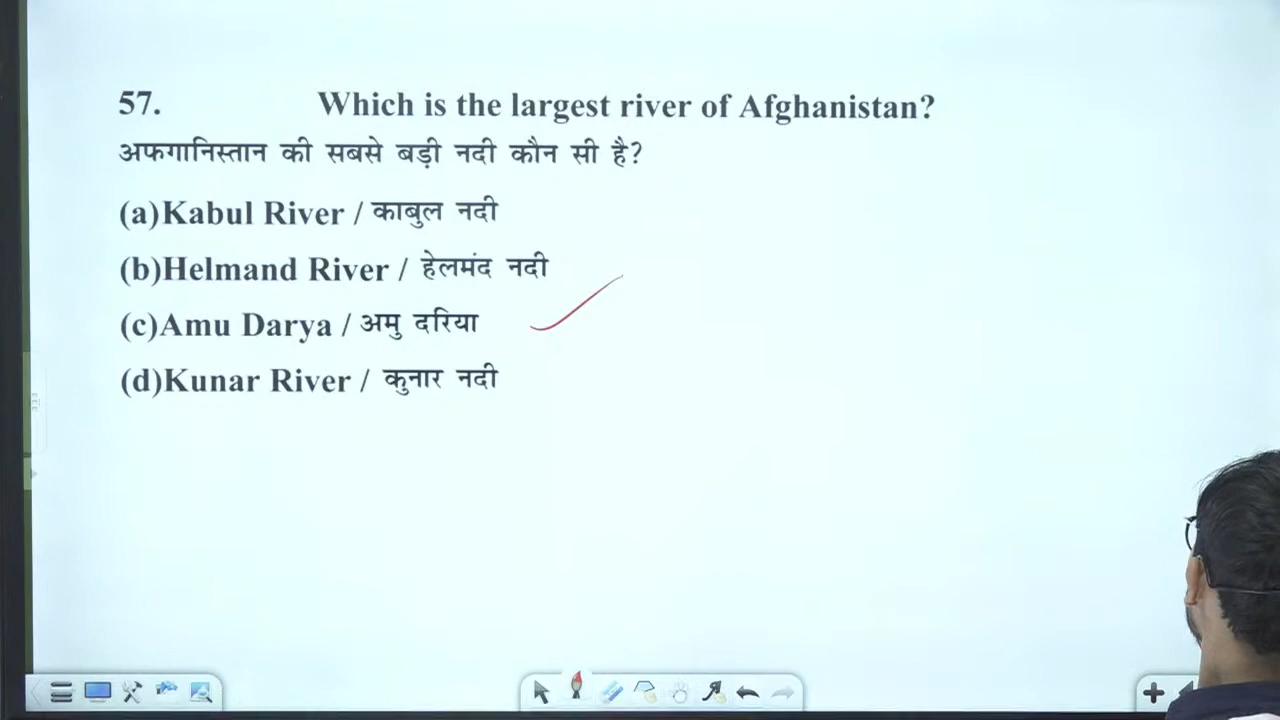 57. Which is the largest river of Afghanistan?
अफगानिस्तान की सबसे बड़ी नदी कौन सी है?
(a)Kabul River / काबुल नदी
(b)Helmand River / हेलमंद नदी
(c)Amu Darya / अमु दरिया
(d)Kunar River / कुनार नदी